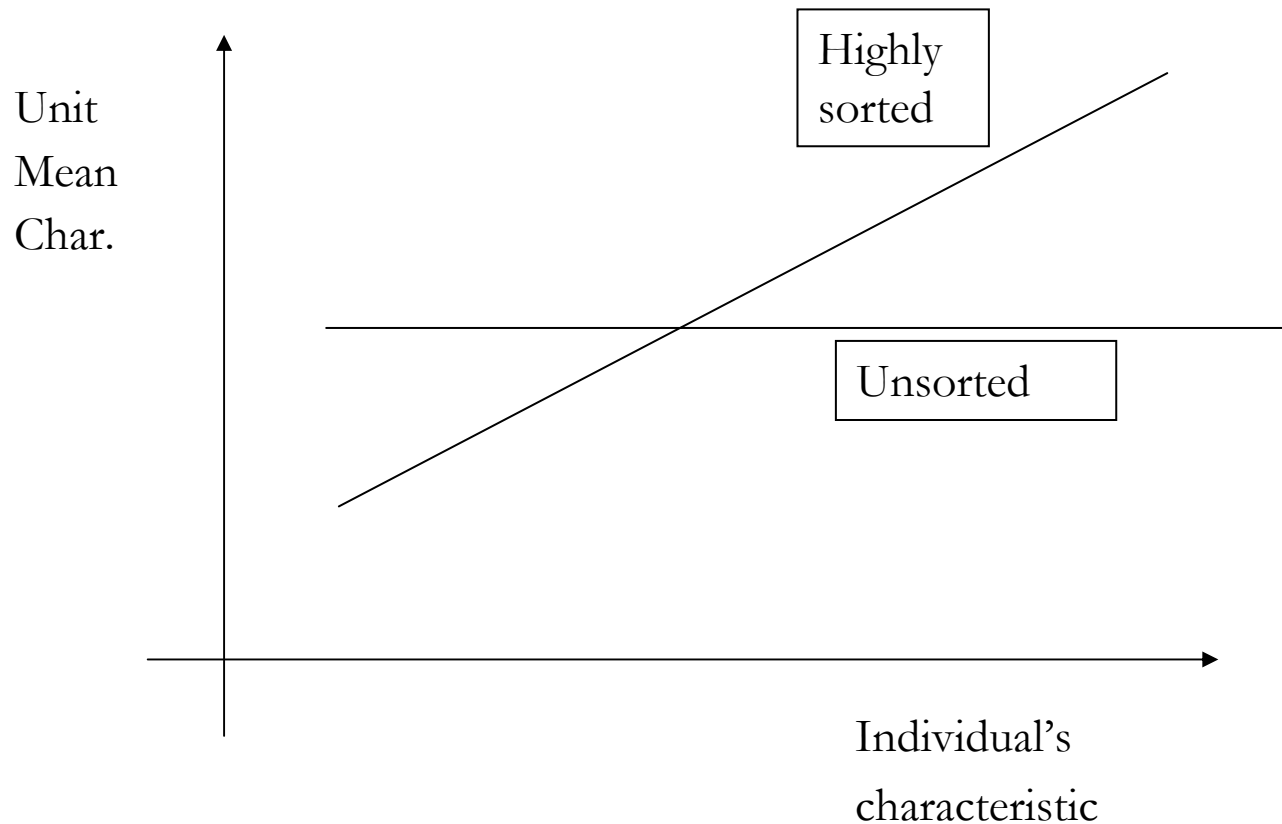 Highly
sorted
Unit
Mean
Char.
Unsorted
Individual’s
characteristic